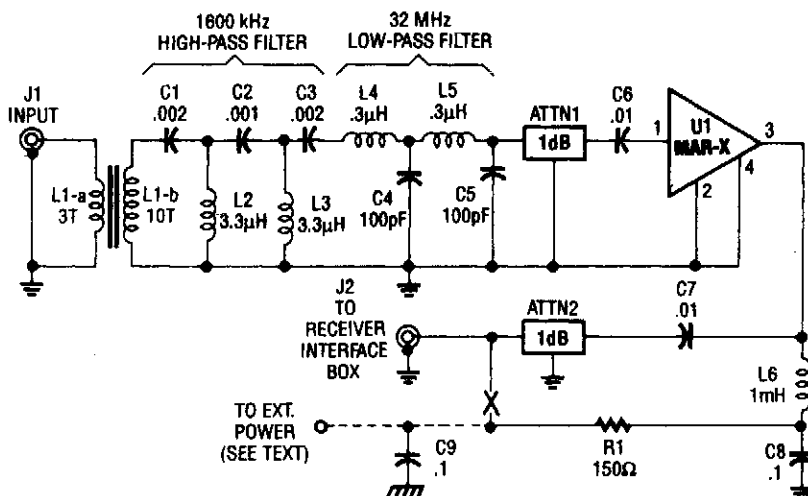 1600 kHz
HIGH-PASS FILTER
32 MHz
LOW-PASS FILTER
J1
INPUT
C1
.002
C2
.001
C3
.002
L4
.3µH
L5
.3µH
ATTN1
1dB
C6
.01
1
U1
MAR-X
3
2
4
L1-a
3T
L1-b
10T
L2
3.3µH
L3
3.3µH
C4
100pF
C5
100pF
J2
TO
RECEIVER
INTERFACE
BOX
ATTN2
1dB
C7
.01
L6
1mH
TO EXT.
POWER
(SEE TEXT)
C9
.1
R1
150Ω
C8
.1